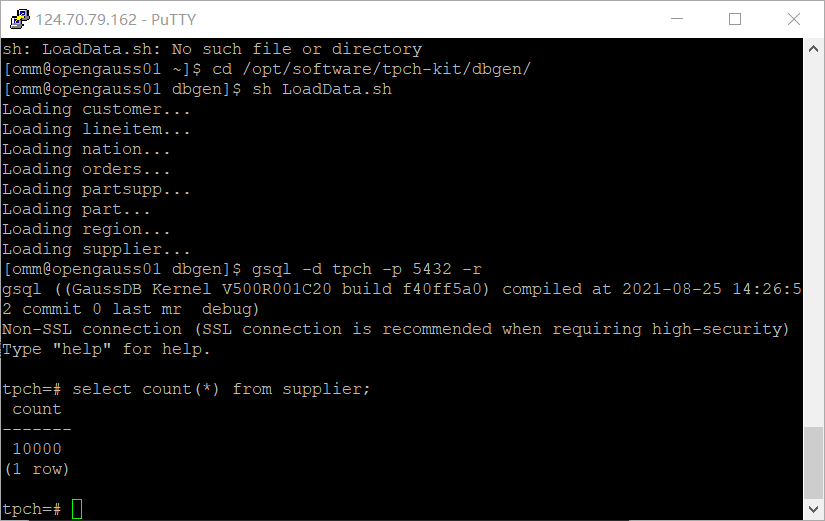 124.70.79.162 - PuTTY
sh: LoadData.sh: No such file or directory
[omm@opengauss01 ~]$ cd /opt/software/tpch-kit/dbgen/
[omm@opengauss01 dbgen]$ sh LoadData.sh
Loading customer...
Loading lineitem...
Loading nation...
Loading orders...
Loading partsupp...
Loading part...
Loading region...
Loading supplier...
[omm@opengauss01 dbgen]$ gsql -d tpch -p 5432 -r
gsql ((GaussDB Kernel V500R001C20 build f40ff5a0) compiled at 2021-08-25 14:26:5
2 commit 0 last mr  debug)
Non-SSL connection (SSL connection is recommended when requiring high-security)
Type "help" for help.
tpch=# select count(*) from supplier;
 count
-------
 10000
(1 row)
tpch=#